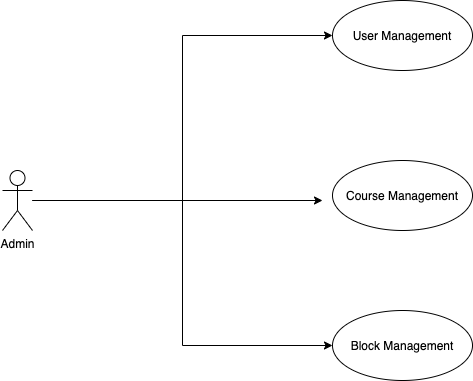 User Management
Course Management
Admin
Block Management